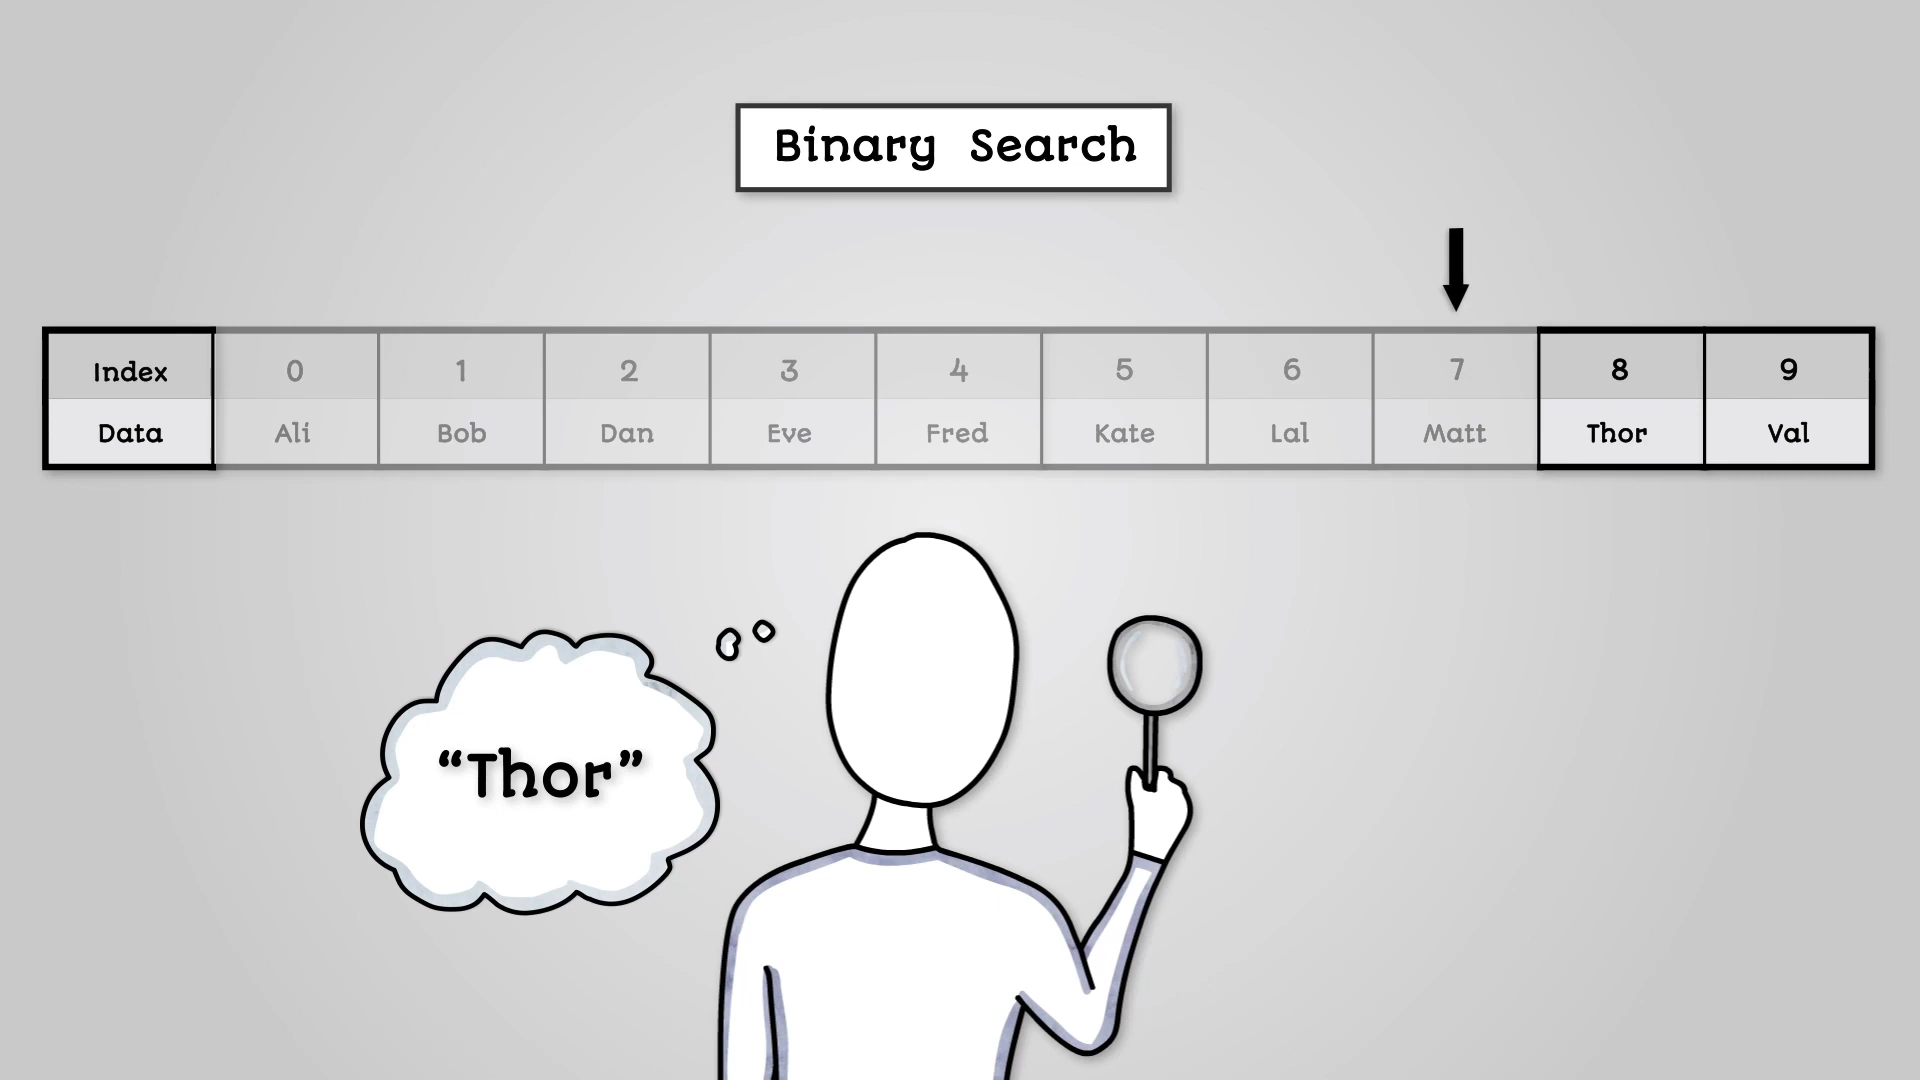 Binary Search
Index 0 1 2 3 4 5 6 7 8 9
Data Ali Bob Dan Eve Fred Kate Lal Matt Thor Val
“Thor”